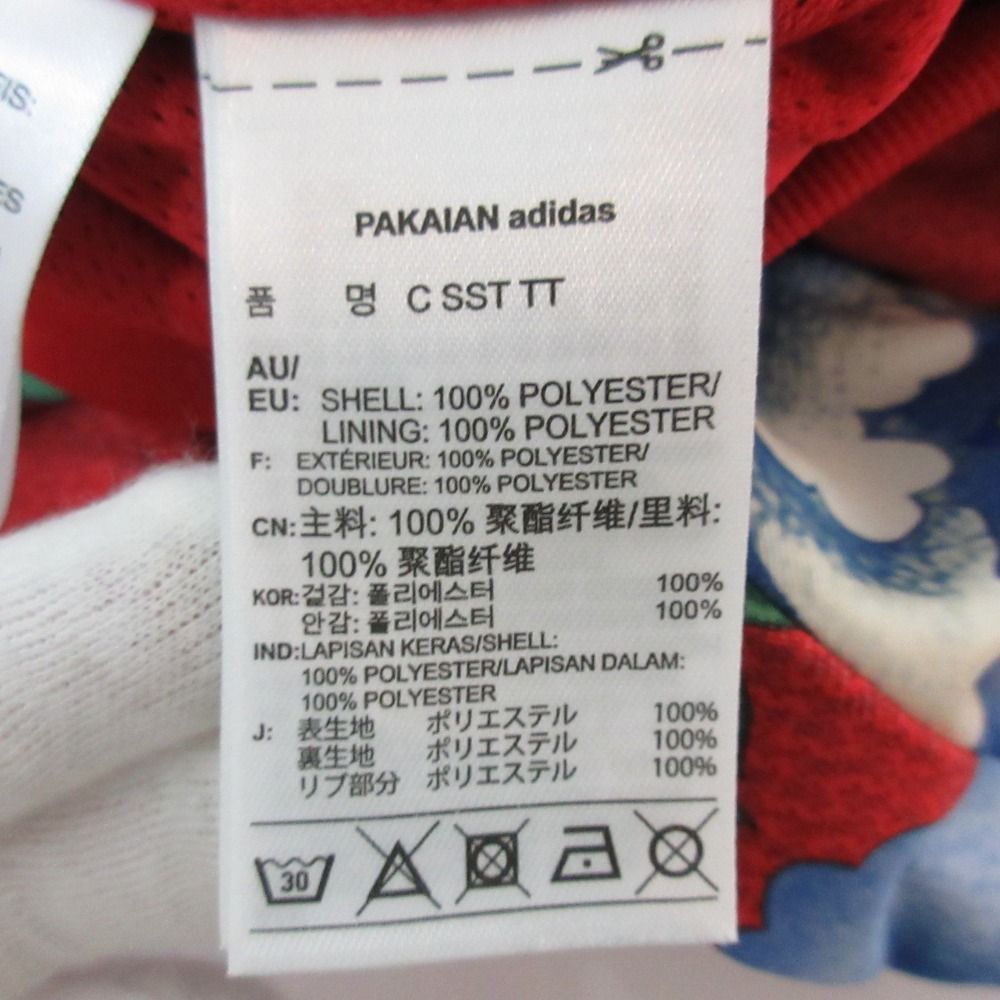 EIS:
ES
PAKAIAN adidas
품 명 C SST TT
AU/
EU: SHELL: 100% POLYESTER/
LINING: 100% POLYESTER
F: EXTÉRIEUR: 100% POLYESTER/
DOUBLURE: 100% POLYESTER
CN: 主料: 100% 聚酯纤维/里料:
100% 聚酯纤维
KOR: 겉감: 폴리에스터 100%
안감: 폴리에스터 100%
IND: LAPISAN KERAS/SHELL:
100% POLYESTER/LAPISAN DALAM:
100% POLYESTER
J: 表生地 ポリエステル 100%
裏生地 ポリエステル 100%
リブ部分 ポリエステル 100%
30